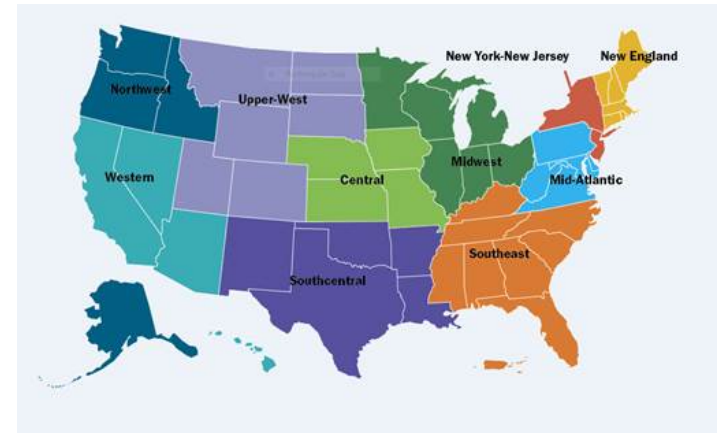 New York-New Jersey
New England
Northwest
Upper-West
Midwest
Western
Central
Mid-Atlantic
Southeast
Southcentral